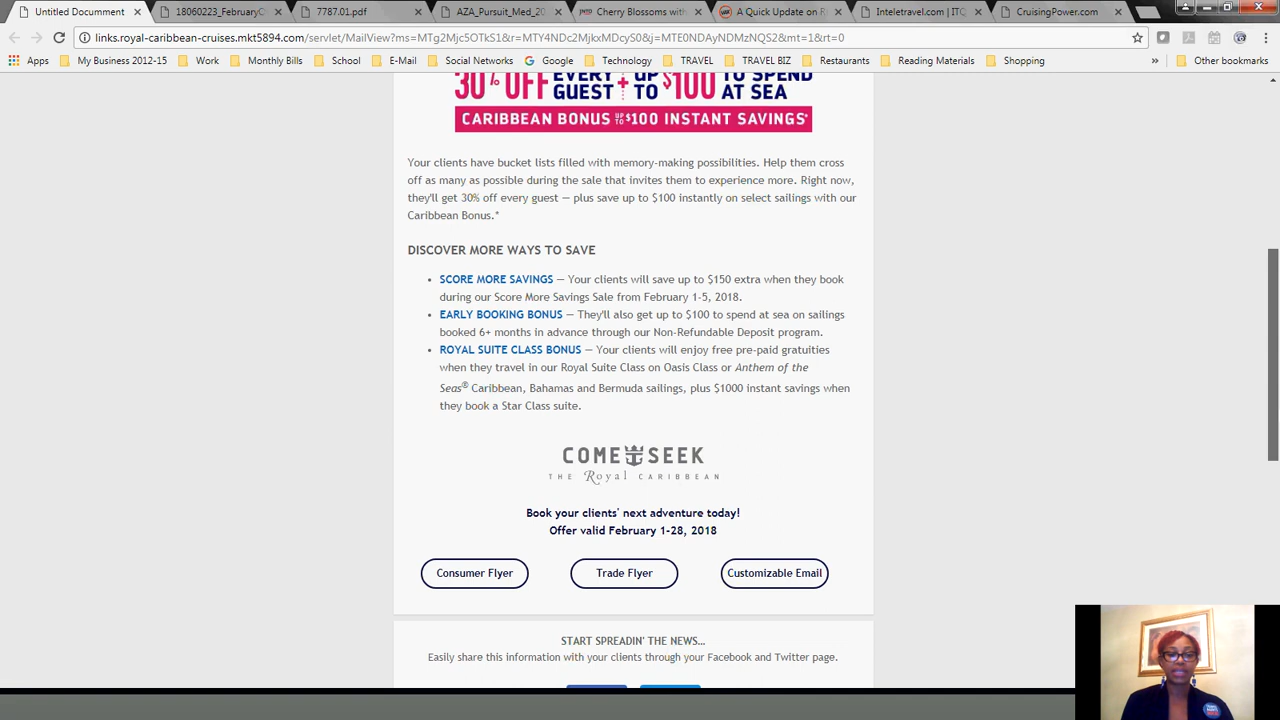 Untitled Document
18060223_FebruaryC
7787.01.pdf
AZA_Pursuit_Med_20
Cherry Blossoms with
A Quick Update on R
Inteletravel.com | ITC
CruisingPower.com
links.royal-caribbean-cruises.mkt5894.com/servlet/MailView?ms=MTg2Mjc5OTkS1&r=MTY4NDc2MjkxMDcyS0&j=MTE0NDAyNDMzNQS2&mt=1&rt=0
Apps
My Business 2012-15
Work
Monthly Bills
School
E-Mail
Social Networks
Google
Technology
TRAVEL
TRAVEL BIZ
Restaurants
Reading Materials
Shopping
»
Other bookmarks
30% OFF EVERY GUEST + UP TO $100 TO SPEND AT SEA
CARIBBEAN BONUS UP TO $100 INSTANT SAVINGS*
Your clients have bucket lists filled with memory-making possibilities. Help them cross
off as many as possible during the sale that invites them to experience more. Right now,
they'll get 30% off every guest — plus save up to $100 instantly on select sailings with our
Caribbean Bonus.*
DISCOVER MORE WAYS TO SAVE
• SCORE MORE SAVINGS — Your clients will save up to $150 extra when they book
during our Score More Savings Sale from February 1-5, 2018.
• EARLY BOOKING BONUS — They'll also get up to $100 to spend at sea on sailings
booked 6+ months in advance through our Non-Refundable Deposit program.
• ROYAL SUITE CLASS BONUS — Your clients will enjoy free pre-paid gratuities
when they travel in our Royal Suite Class on Oasis Class or Anthem of the
Seas® Caribbean, Bahamas and Bermuda sailings, plus $1000 instant savings when
they book a Star Class suite.
COME SEEK
THE Royal CARIBBEAN
Book your clients' next adventure today!
Offer valid February 1-28, 2018
Consumer Flyer
Trade Flyer
Customizable Email
START SPREADIN' THE NEWS...
Easily share this information with your clients through your Facebook and Twitter page.